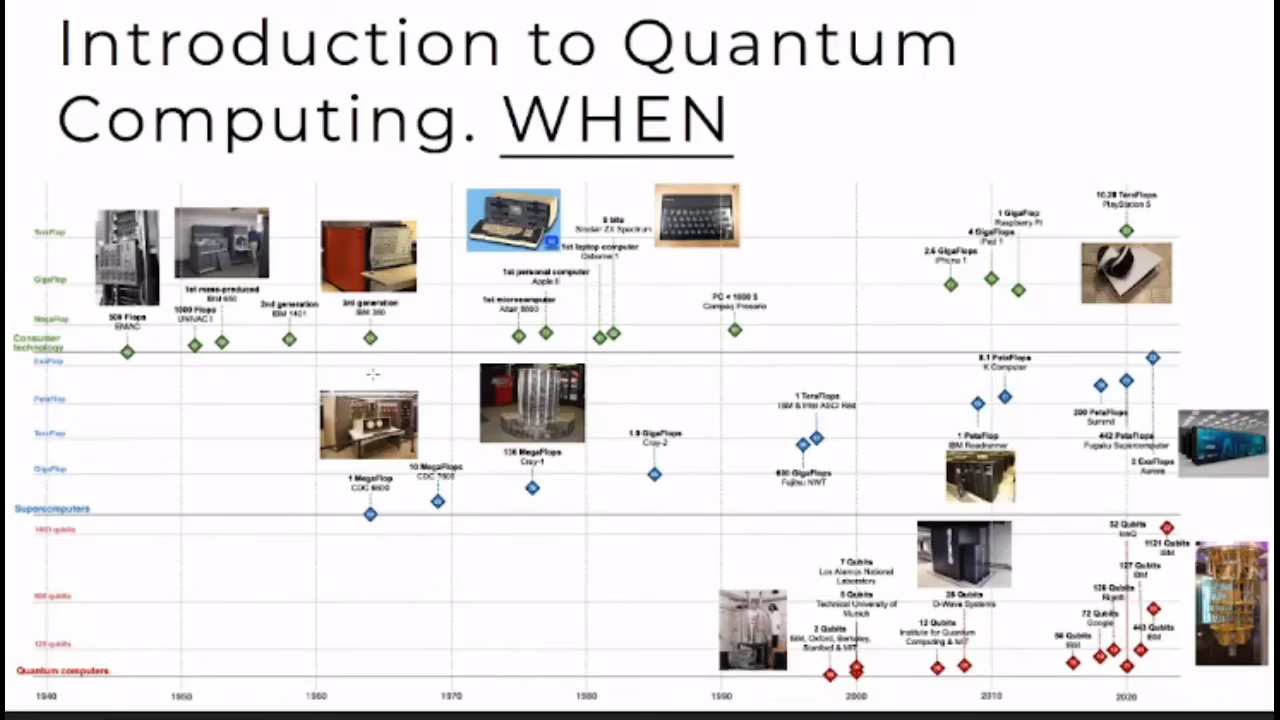 Introduction to Quantum
Computing. WHEN
TeraFlop
GigaFlop
MegaFlop
Consumer
technology
500 Flops
ENIAC
1000 Flops
UNIVAC I
1st mass-produced
IBM 650
2nd generation
IBM 1401
3rd generation
IBM 360
1st microcomputer
Altair 8800
1st personal computer
Apple II
1st laptop computer
Osborne 1
8 bits
Sinclair ZX Spectrum
PC < 1000 $
Compaq Presario
2.6 GigaFlops
iPhone 1
4 GigaFlops
iPad 1
1 GigaFlop
Raspberry Pi
10.28 TeraFlops
PlayStation 5
ExaFlop
PetaFlop
TeraFlop
GigaFlop
Supercomputers
1 MegaFlop
CDC 6600
10 MegaFlops
CDC 7600
136 MegaFlops
Cray-1
1.9 GigaFlops
Cray-2
1 TeraFlops
IBM & Intel ASCI Red
Fujitsu NWT
8.1 PetaFlops
K Computer
1 PetaFlop
IBM Roadrunner
200 PetaFlops
Summit
442 PetaFlops
Fugaku Supercomputer
2 ExaFlops
Aurora
500 qubits
125 qubits
Quantum computers
2 Qubits
IBM, Oxford, Berkeley,
Stanford & MIT
7 Qubits
Los Alamos National
Laboratory
5 Qubits
Technical University of
Munich
12 Qubits
Institute for Quantum
Computing & MIT
28 Qubits
D-Wave Systems
50 Qubits
IBM
72 Qubits
Google
128 Qubits
Rigetti
32 Qubits
IonQ
127 Qubits
IBM
IBM
1121 Qubits
IBM
1940
1950
1960
1970
1980
1990
2000
2010
2020